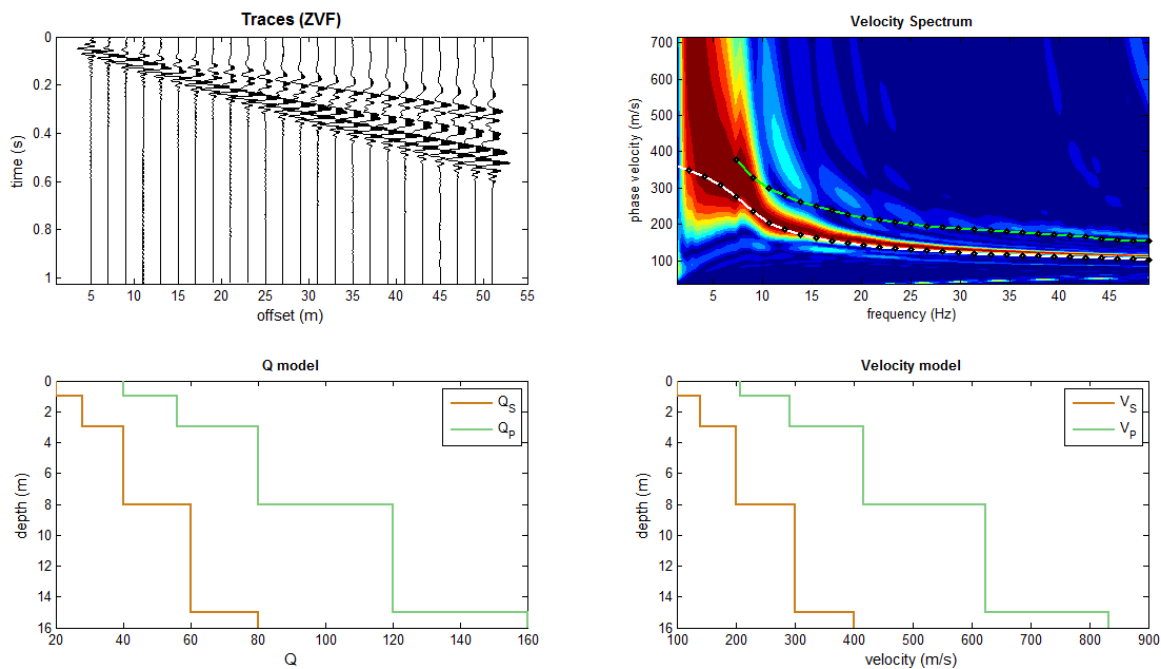 Traces (ZVF)
0
0.2
0.4
0.6
0.8
1
time (s)
5 10 15 20 25 30 35 40 45 50 55
offset (m)
Velocity Spectrum
700
600
500
400
300
200
100
phase velocity (m/s)
5 10 15 20 25 30 35 40 45
frequency (Hz)
Q model
0
2
4
6
8
10
12
14
16
depth (m)
Q_S
Q_P
20 40 60 80 100 120 140 160
Q
Velocity model
0
2
4
6
8
10
12
14
16
depth (m)
V_S
V_P
100 200 300 400 500 600 700 800 900
velocity (m/s)